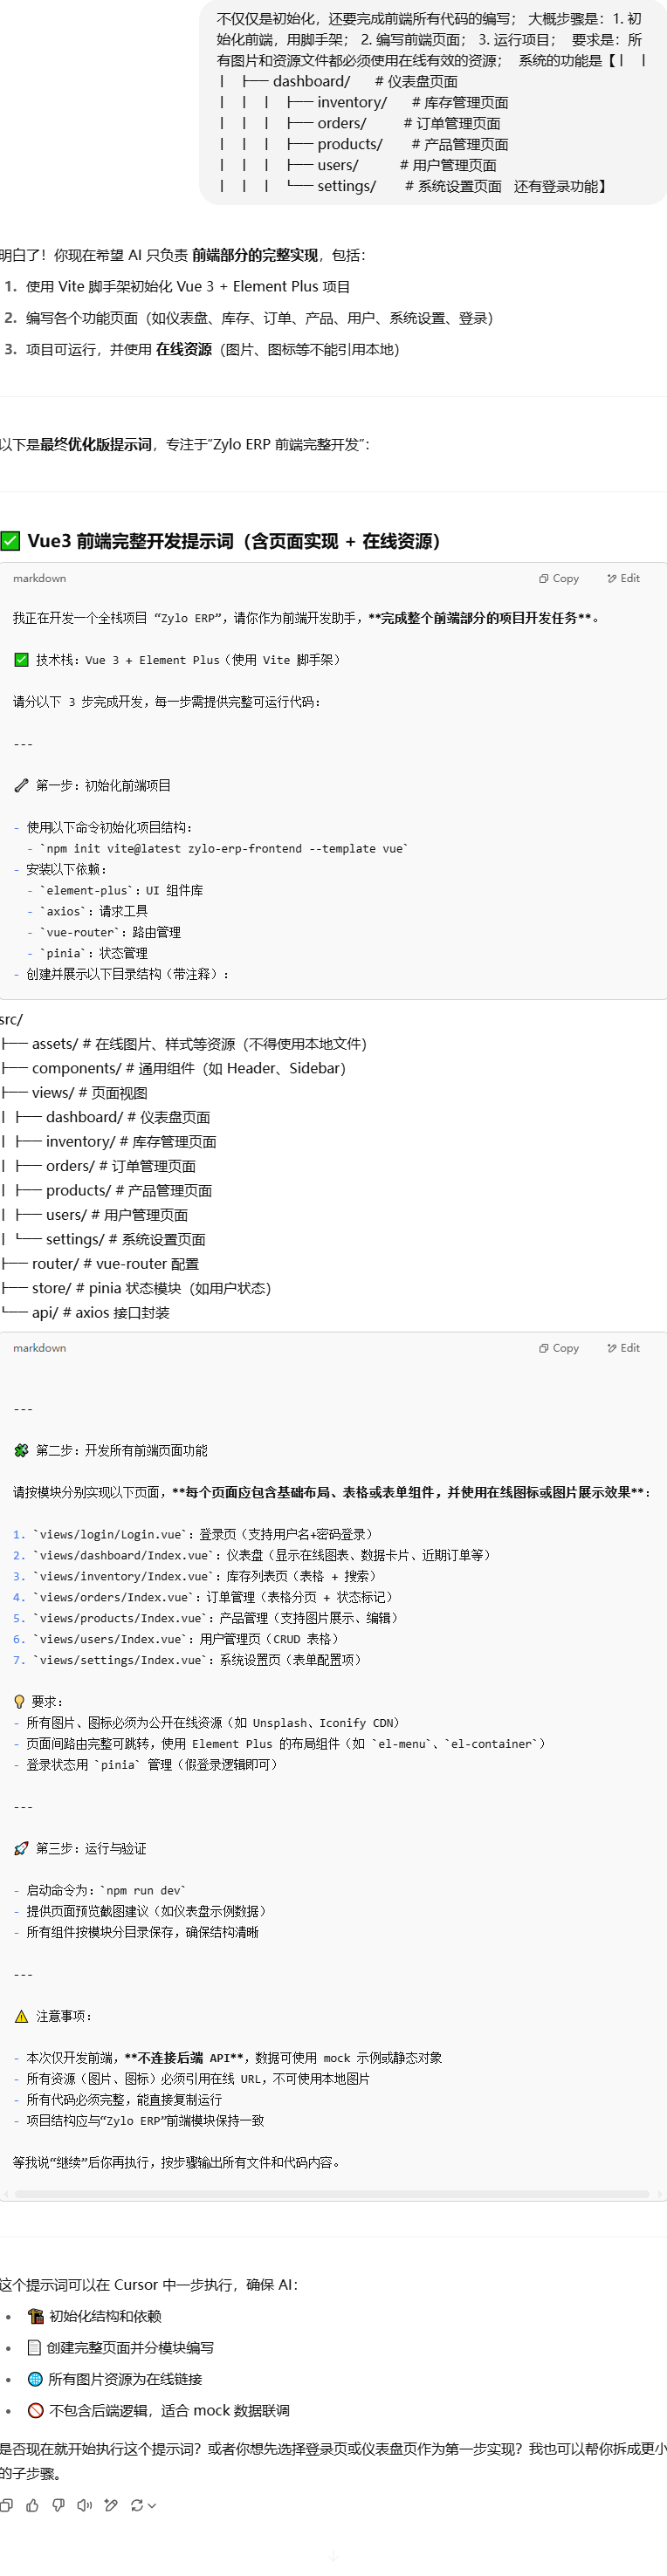 不仅仅是初始化，还要完成前端所有代码的编写； 大概步骤是：1. 初
始化前端，用脚手架； 2. 编写前端页面； 3. 运行项目； 要求是：所
有图片和资源文件都必须使用在线有效的资源； 系统的功能是【| |
| ├── dashboard/ # 仪表盘页面
| | | ├── inventory/ # 库存管理页面
| | | ├── orders/ # 订单管理页面
| | | ├── products/ # 产品管理页面
| | | ├── users/ # 用户管理页面
| | | └── settings/ # 系统设置页面 还有登录功能】
明白了！你现在希望 AI 只负责 前端部分的完整实现，包括：
1. 使用 Vite 脚手架初始化 Vue 3 + Element Plus 项目
2. 编写各个功能页面（如仪表盘、库存、订单、产品、用户、系统设置、登录）
3. 项目可运行，并使用 在线资源（图片、图标等不能引用本地）
以下是最终优化版提示词，专注于“Zylo ERP 前端完整开发”：
✅ Vue3 前端完整开发提示词（含页面实现 + 在线资源）
markdown Copy Edit
我正在开发一个全栈项目 “Zylo ERP”，请你作为前端开发助手，**完成整个前端部分的项目开发任务**。
✅ 技术栈：Vue 3 + Element Plus（使用 Vite 脚手架）
请分以下 3 步完成开发，每一步需提供完整可运行代码：
---
🦴 第一步：初始化前端项目
- 使用以下命令初始化项目结构：
- `npm init vite@latest zylo-erp-frontend --template vue`
- 安装以下依赖：
- `element-plus`：UI 组件库
- `axios`：请求工具
- `vue-router`：路由管理
- `pinia`：状态管理
- 创建并展示以下目录结构（带注释）：
src/
├── assets/ # 在线图片、样式等资源（不得使用本地文件）
├── components/ # 通用组件（如 Header、Sidebar）
├── views/ # 页面视图
| ├── dashboard/ # 仪表盘页面
| ├── inventory/ # 库存管理页面
| ├── orders/ # 订单管理页面
| ├── products/ # 产品管理页面
| ├── users/ # 用户管理页面
| └── settings/ # 系统设置页面
├── router/ # vue-router 配置
├── store/ # pinia 状态模块（如用户状态）
└── api/ # axios 接口封装
markdown Copy Edit
---
🧩 第二步：开发所有前端页面功能
请按模块分别实现以下页面，**每个页面应包含基础布局、表格或表单组件，并使用在线图标或图片展示效果**：
1. `views/login/Login.vue`：登录页（支持用户名+密码登录）
2. `views/dashboard/Index.vue`：仪表盘（显示在线图表、数据卡片、近期订单等）
3. `views/inventory/Index.vue`：库存列表页（表格 + 搜索）
4. `views/orders/Index.vue`：订单管理（表格分页 + 状态标记）
5. `views/products/Index.vue`：产品管理（支持图片展示、编辑）
6. `views/users/Index.vue`：用户管理页（CRUD 表格）
7. `views/settings/Index.vue`：系统设置页（表单配置项）
💡 要求：
- 所有图片、图标必须为公开在线资源（如 Unsplash、Iconify CDN）
- 页面间路由完整可跳转，使用 Element Plus 的布局组件（如 `el-menu`、`el-container`）
- 登录状态用 `pinia` 管理（假登录逻辑即可）
---
🚀 第三步：运行与验证
- 启动命令为：`npm run dev`
- 提供页面预览截图建议（如仪表盘示例数据）
- 所有组件按模块分目录保存，确保结构清晰
---
⚠️ 注意事项：
- 本次仅开发前端，**不连接后端 API**，数据可使用 mock 示例或静态对象
- 所有资源（图片、图标）必须引用在线 URL，不可使用本地图片
- 所有代码必须完整，能直接复制运行
- 项目结构应与“Zylo ERP”前端模块保持一致
等我说“继续”后你再执行，按步骤输出所有文件和代码内容。
这个提示词可以在 Cursor 中一步执行，确保 AI：
• 🏗️ 初始化结构和依赖
• 📄 创建完整页面并分模块编写
• 🌐 所有图片资源为在线链接
• 🚫 不包含后端逻辑，适合 mock 数据联调
是否现在就开始执行这个提示词？或者你想先选择登录页或仪表盘页作为第一步实现？我也可以帮你拆成更小
的子步骤。